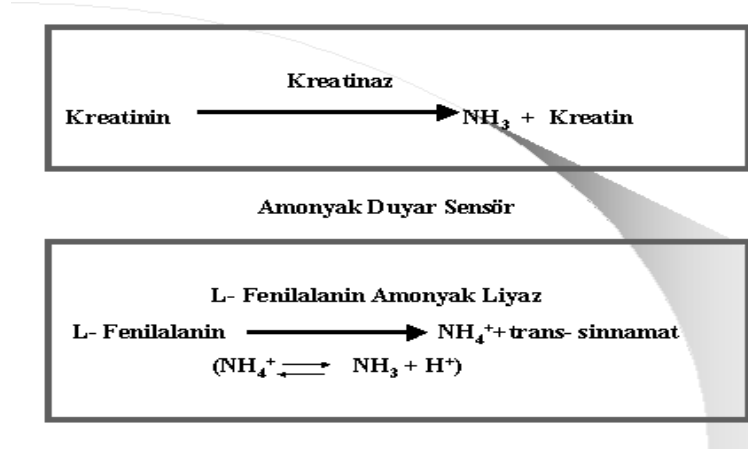 Kreatinaz
Kreatinin → NH₃ + Kreatin
Amonyak Duyar Sensör
L- Fenilalanin Amonyak Liyaz
L- Fenilalanin → NH₄⁺+trans- sinnamat
(NH₄⁺ ⇌ NH₃ + H⁺)